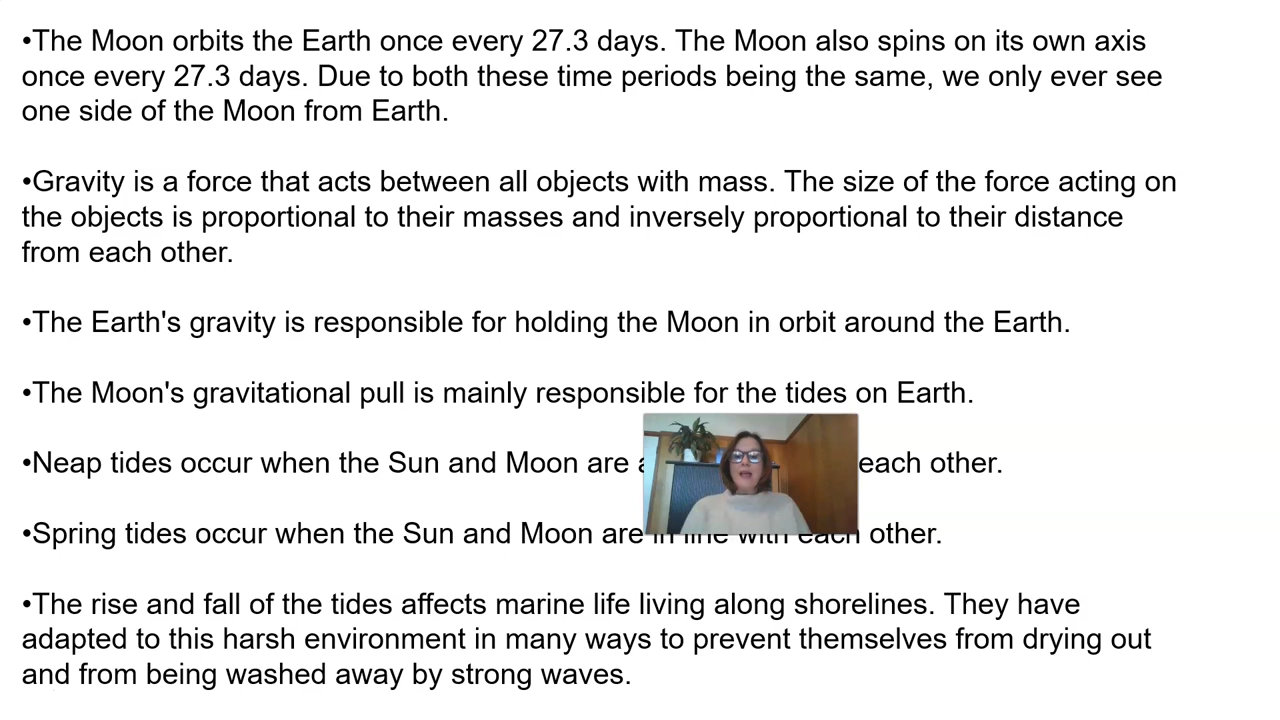 •The Moon orbits the Earth once every 27.3 days. The Moon also spins on its own axis
once every 27.3 days. Due to both these time periods being the same, we only ever see
one side of the Moon from Earth.
•Gravity is a force that acts between all objects with mass. The size of the force acting on
the objects is proportional to their masses and inversely proportional to their distance
from each other.
•The Earth's gravity is responsible for holding the Moon in orbit around the Earth.
•The Moon's gravitational pull is mainly responsible for the tides on Earth.
•Neap tides occur when the Sun and Moon are each other.
•Spring tides occur when the Sun and Moon are in line with each other.
•The rise and fall of the tides affects marine life living along shorelines. They have
adapted to this harsh environment in many ways to prevent themselves from drying out
and from being washed away by strong waves.